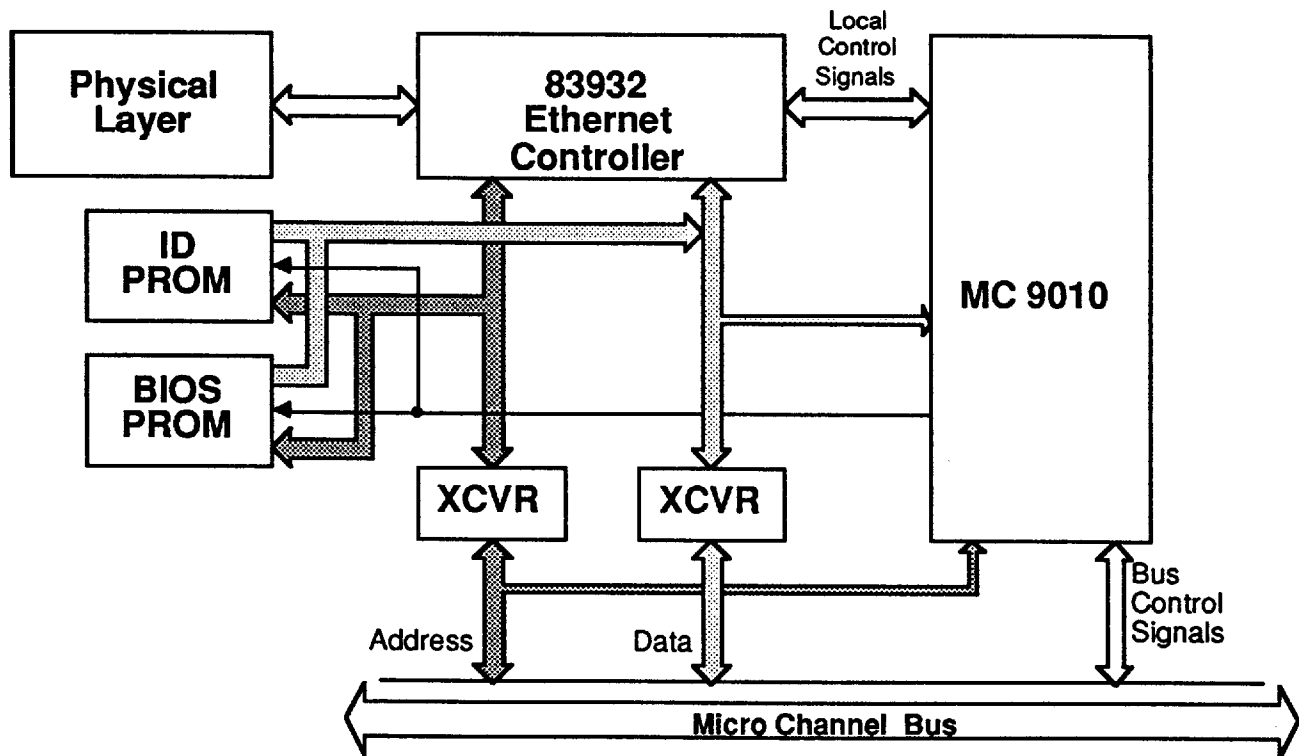 Physical
Layer
83932
Ethernet
Controller
Local
Control
Signals
MC 9010
ID
PROM
BIOS
PROM
XCVR
XCVR
Address
Data
Bus
Control
Signals
Micro Channel Bus